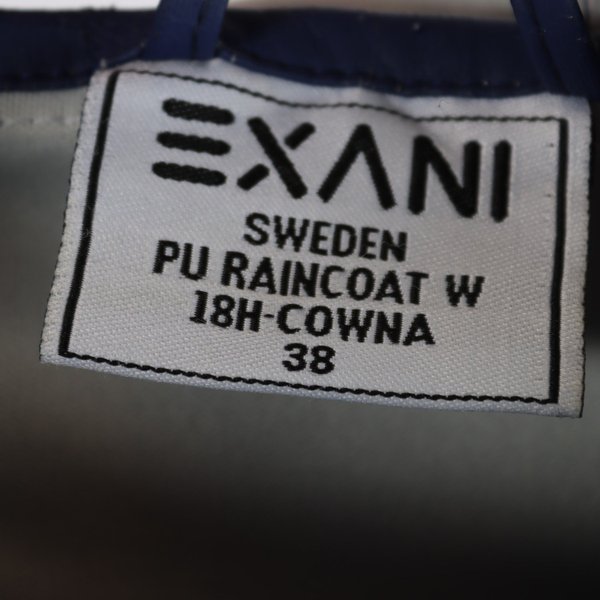 EXANI
SWEDEN
PU RAINCOAT W
18H-COWNA
38